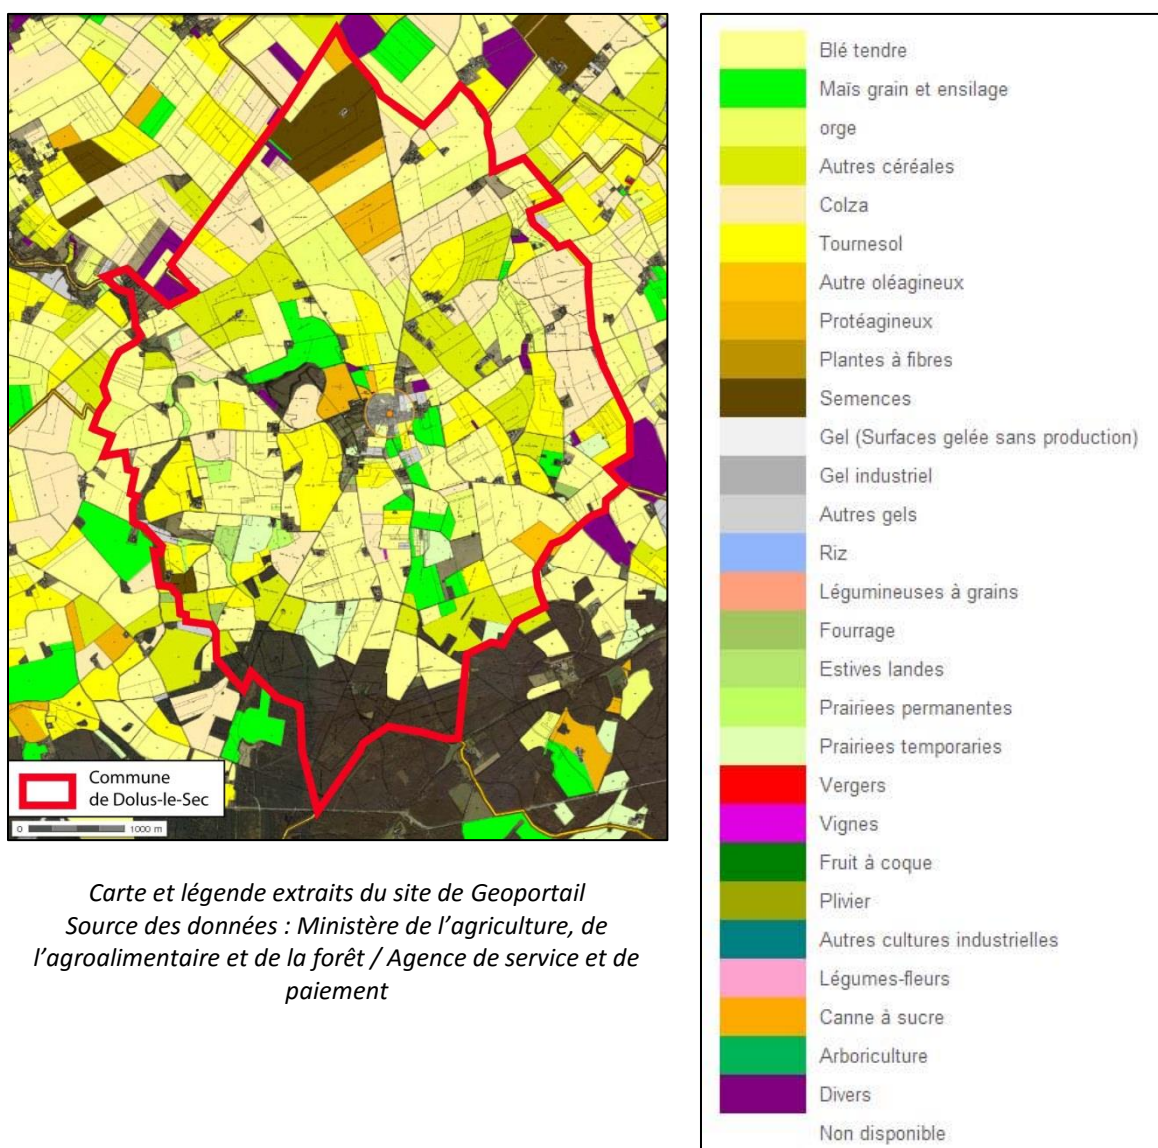 Commune
de Dolus-le-Sec
0 1000 m
Carte et légende extraits du site de Geoportail
Source des données : Ministère de l'agriculture, de
l'agroalimentaire et de la forêt / Agence de service et de
paiement
Blé tendre
Maïs grain et ensilage
orge
Autres céréales
Colza
Tournesol
Autre oléagineux
Protéagineux
Plantes à fibres
Semences
Gel (Surfaces gelée sans production)
Gel industriel
Autres gels
Riz
Légumineuses à grains
Fourrage
Estives landes
Prairiees permanentes
Prairiees temporaries
Vergers
Vignes
Fruit à coque
Plivier
Autres cultures industrielles
Légumes-fleurs
Canne à sucre
Arboriculture
Divers
Non disponible